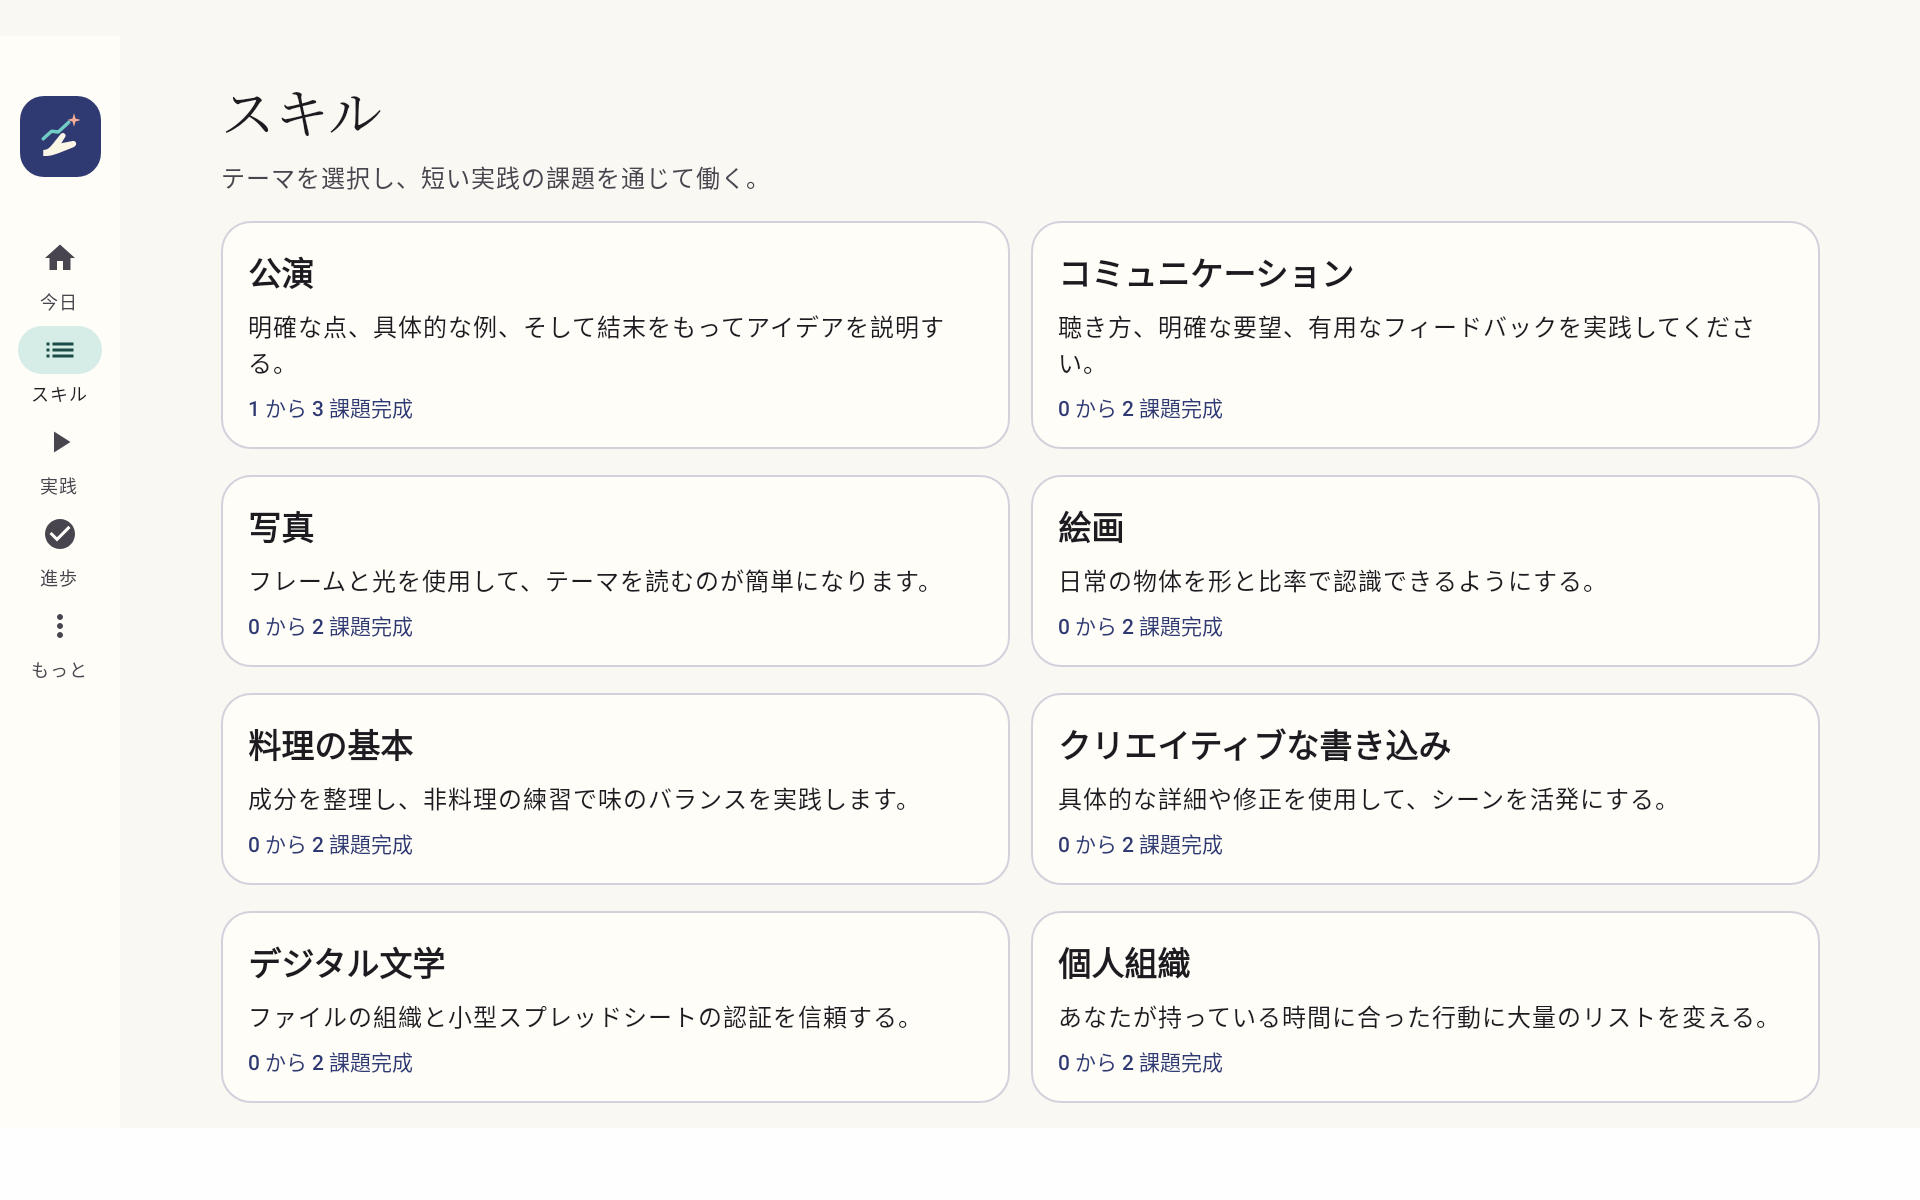 スキル
テーマを選択し、短い実践の課題を通じて働く。
今日
スキル
実践
進歩
もっと
公演
明確な点、具体的な例、そして結末をもってアイデアを説明す
る。
1 から 3 課題完成
コミュニケーション
聴き方、明確な要望、有用なフィードバックを実践してくださ
い。
0 から 2 課題完成
写真
フレームと光を使用して、テーマを読むのが簡単になります。
0 から 2 課題完成
絵画
日常の物体を形と比率で認識できるようにする。
0 から 2 課題完成
料理の基本
成分を整理し、非料理の練習で味のバランスを実践します。
0 から 2 課題完成
クリエイティブな書き込み
具体的な詳細や修正を使用して、シーンを活発にする。
0 から 2 課題完成
デジタル文学
ファイルの組織と小型スプレッドシートの認証を信頼する。
0 から 2 課題完成
個人組織
あなたが持っている時間に合った行動に大量のリストを変える。
0 から 2 課題完成